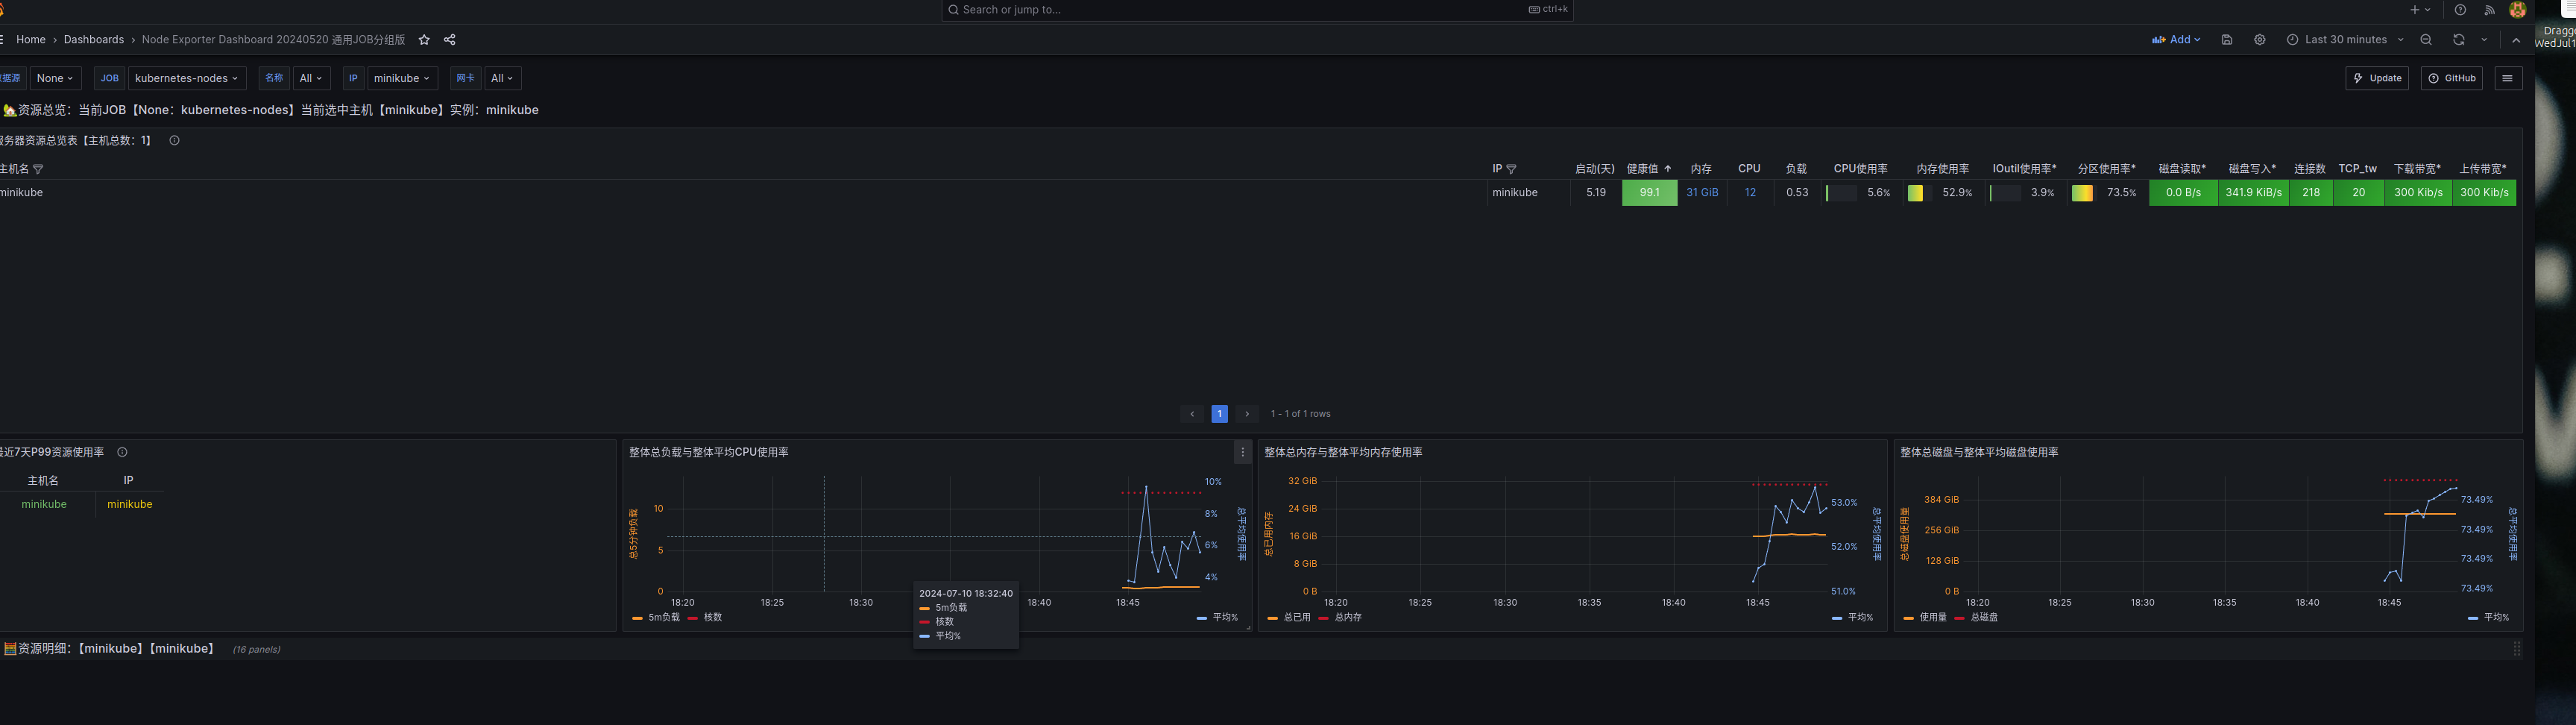 Search or jump to...
ctrl+k
Home › Dashboards › Node Exporter Dashboard 20240520 通用JOB分组版
Add
Last 30 minutes
Dragge
WedJul1
数据源 None JOB kubernetes-nodes 名称 All IP minikube 网卡 All
Update
GitHub
🏡资源总览：当前JOB【None：kubernetes-nodes】当前选中主机【minikube】实例：minikube
服务器资源总览表【主机总数：1】
主机名 IP 启动(天) 健康值 内存 CPU 负载 CPU使用率 内存使用率 IOutil使用率* 分区使用率* 磁盘读取* 磁盘写入* 连接数 TCP_tw 下载带宽* 上传带宽*
minikube minikube 5.19 99.1 31 GiB 12 0.53 5.6% 52.9% 3.9% 73.5% 0.0 B/s 341.9 KiB/s 218 20 300 Kib/s 300 Kib/s
1
1 - 1 of 1 rows
最近7天P99资源使用率
主机名 IP
minikube minikube
整体总负载与整体平均CPU使用率
总5分钟负载
10
5
0
10%
8%
6%
4%
总平均使用率
18:20 18:25 18:30 18:40 18:45
5m负载 核数 平均%
2024-07-10 18:32:40
5m负载
核数
平均%
整体总内存与整体平均内存使用率
总已用内存
32 GiB
24 GiB
16 GiB
8 GiB
0 B
53.0%
52.0%
51.0%
总平均使用率
18:20 18:25 18:30 18:35 18:40 18:45
总已用 总内存 平均%
整体总磁盘与整体平均磁盘使用率
总磁盘使用量
384 GiB
256 GiB
128 GiB
0 B
73.49%
73.49%
73.49%
73.49%
总平均使用率
18:20 18:25 18:30 18:35 18:40 18:45
使用量 总磁盘 平均%
🧮资源明细：【minikube】【minikube】 (16 panels)